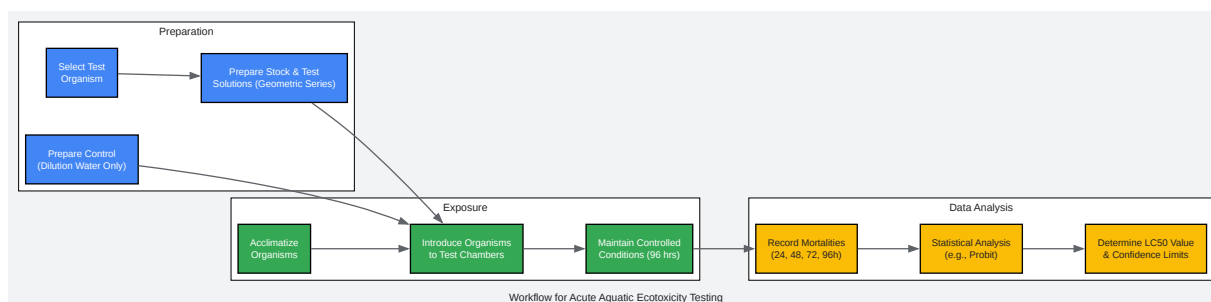 Preparation
Select Test
Organism
Prepare Stock & Test
Solutions (Geometric Series)
Prepare Control
(Dilution Water Only)
Exposure
Acclimatize
Organisms
Introduce Organisms
to Test Chambers
Maintain Controlled
Conditions (96 hrs)
Data Analysis
Record Mortalities
(24, 48, 72, 96h)
Statistical Analysis
(e.g., Probit)
Determine LC50 Value
& Confidence Limits
Workflow for Acute Aquatic Ecotoxicity Testing